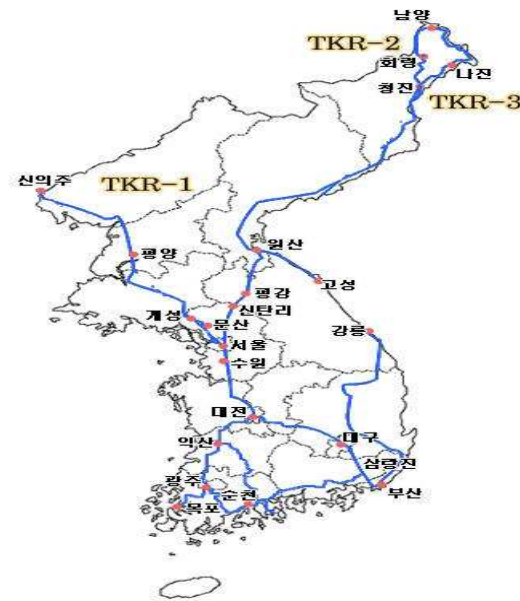 남양
TKR-2
회령
나진
청진
TKR-3
신의주
TKR-1
원산
평양
고성
평강
신탄리
개성
문산
강릉
서울
수원
대전
대구
익산
삼랑진
광주
순천
부산
목포